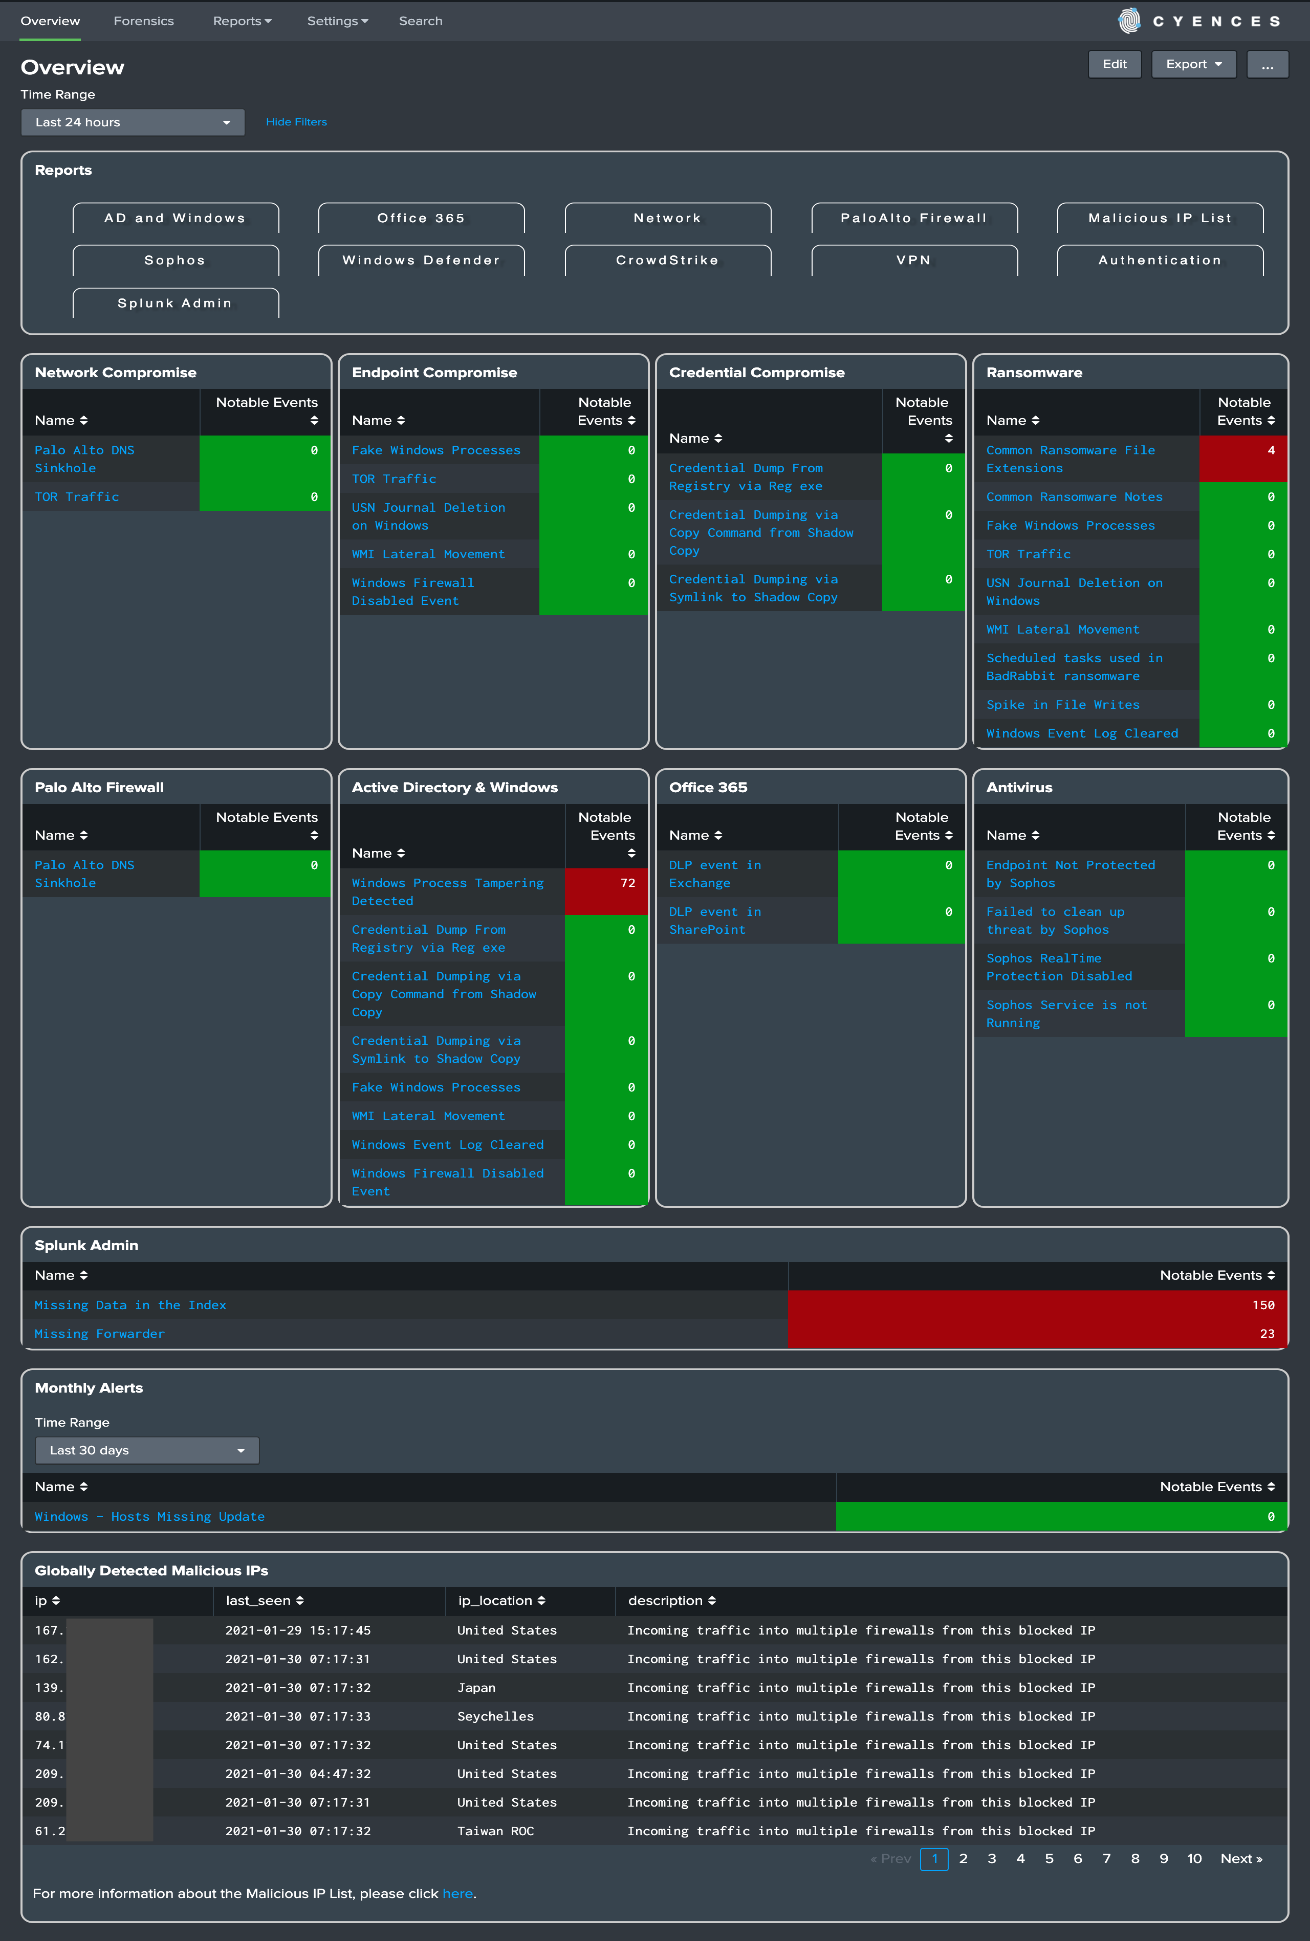 Overview Forensics Reports Settings Search CYENCES
Overview
Edit Export ...
Time Range
Last 24 hours Hide Filters
Reports
AD and Windows Office 365 Network PaloAlto Firewall Malicious IP List
Sophos Windows Defender CrowdStrike VPN Authentication
Splunk Admin
Network Compromise
Name Notable Events
Palo Alto DNS 0
Sinkhole
TOR Traffic 0
Endpoint Compromise
Notable
Name Events
Fake Windows Processes 0
TOR Traffic 0
USN Journal Deletion 0
on Windows
WMI Lateral Movement 0
Windows Firewall 0
Disabled Event
Credential Compromise
Notable
Events
Name
Credential Dump From 0
Registry via Reg exe
Credential Dumping via 0
Copy Command from Shadow
Copy
Credential Dumping via 0
Symlink to Shadow Copy
Ransomware
Notable
Name Events
Common Ransomware File 4
Extensions
Common Ransomware Notes 0
Fake Windows Processes 0
TOR Traffic 0
USN Journal Deletion on 0
Windows
WMI Lateral Movement 0
Scheduled tasks used in 0
BadRabbit ransomware
Spike in File Writes 0
Windows Event Log Cleared 0
Palo Alto Firewall
Name Notable Events
Palo Alto DNS 0
Sinkhole
Active Directory & Windows
Notable
Events
Name
Windows Process Tampering 72
Detected
Credential Dump From 0
Registry via Reg exe
Credential Dumping via 0
Copy Command from Shadow
Copy
Credential Dumping via 0
Symlink to Shadow Copy
Fake Windows Processes 0
WMI Lateral Movement 0
Windows Event Log Cleared 0
Windows Firewall Disabled 0
Event
Office 365
Notable
Name Events
DLP event in 0
Exchange
DLP event in 0
SharePoint
Antivirus
Notable
Name Events
Endpoint Not Protected 0
by Sophos
Failed to clean up 0
threat by Sophos
Sophos RealTime 0
Protection Disabled
Sophos Service is not 0
Running
Splunk Admin
Name Notable Events
Missing Data in the Index 150
Missing Forwarder 23
Monthly Alerts
Time Range
Last 30 days
Name Notable Events
Windows - Hosts Missing Update 0
Globally Detected Malicious IPs
ip last_seen ip_location description
167. 2021-01-29 15:17:45 United States Incoming traffic into multiple firewalls from this blocked IP
162. 2021-01-30 07:17:31 United States Incoming traffic into multiple firewalls from this blocked IP
139. 2021-01-30 07:17:32 Japan Incoming traffic into multiple firewalls from this blocked IP
80.8 2021-01-30 07:17:33 Seychelles Incoming traffic into multiple firewalls from this blocked IP
74.1 2021-01-30 07:17:32 United States Incoming traffic into multiple firewalls from this blocked IP
209. 2021-01-30 04:47:32 United States Incoming traffic into multiple firewalls from this blocked IP
209. 2021-01-30 07:17:31 United States Incoming traffic into multiple firewalls from this blocked IP
61.2 2021-01-30 07:17:32 Taiwan ROC Incoming traffic into multiple firewalls from this blocked IP
« Prev 1 2 3 4 5 6 7 8 9 10 Next »
For more information about the Malicious IP List, please click here.